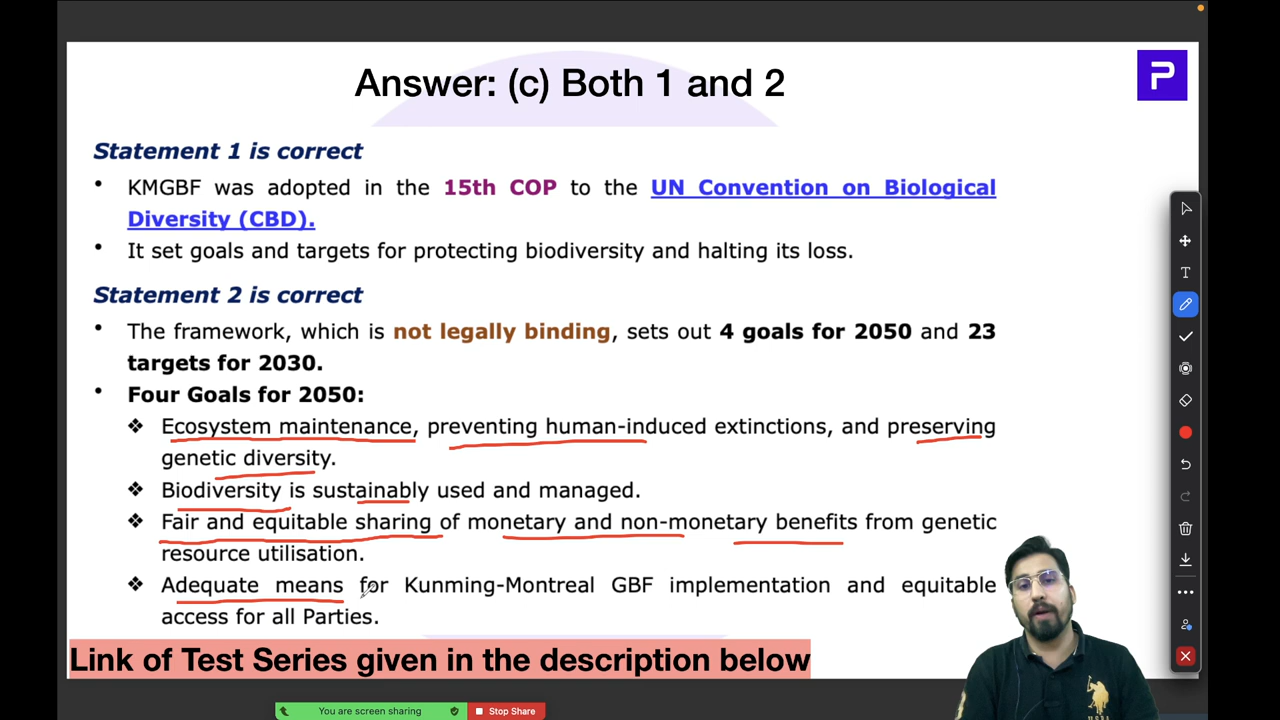 Answer: (c) Both 1 and 2
P
Statement 1 is correct
• KMGBF was adopted in the 15th COP to the UN Convention on Biological
Diversity (CBD).
• It set goals and targets for protecting biodiversity and halting its loss.
Statement 2 is correct
• The framework, which is not legally binding, sets out 4 goals for 2050 and 23
targets for 2030.
• Four Goals for 2050:
❖ Ecosystem maintenance, preventing human-induced extinctions, and preserving
genetic diversity.
❖ Biodiversity is sustainably used and managed.
❖ Fair and equitable sharing of monetary and non-monetary benefits from genetic
resource utilisation.
❖ Adequate means for Kunming-Montreal GBF implementation and equitable
access for all Parties.
Link of Test Series given in the description below
You are screen sharing
Stop Share
T